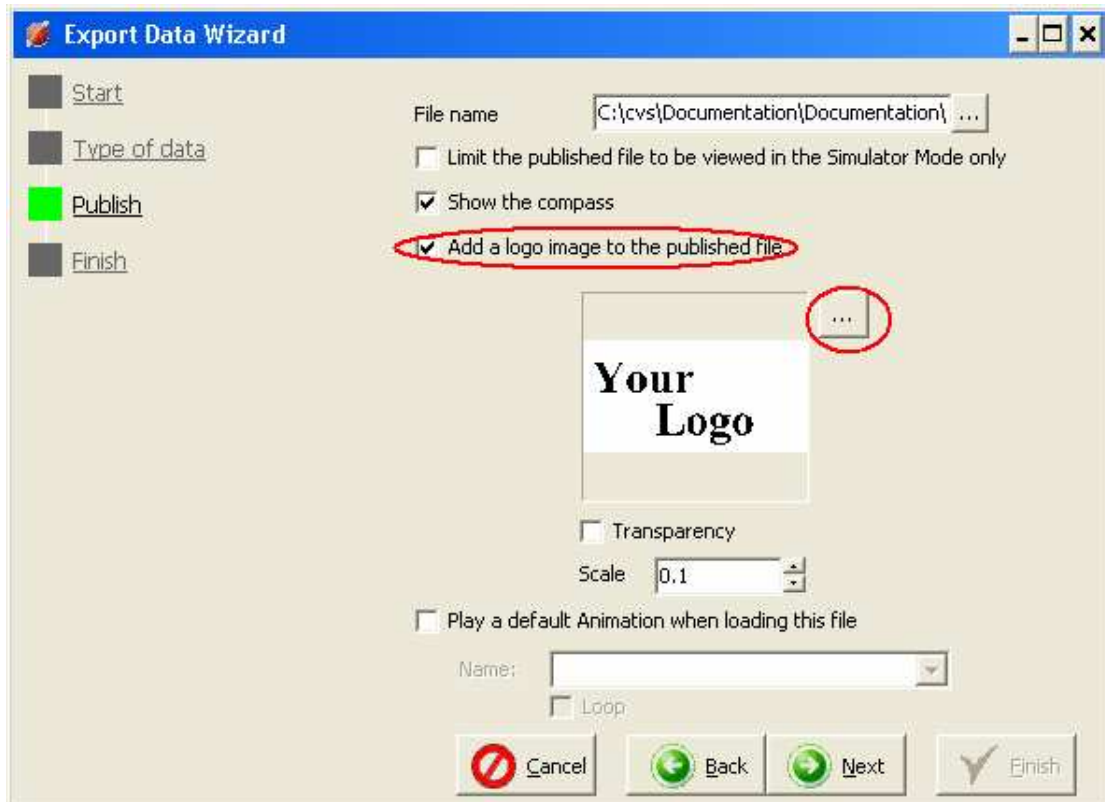 Export Data Wizard
Start
Type of data
Publish
Finish
File name C:\cvs\Documentation\Documentation\ ...
Limit the published file to be viewed in the Simulator Mode only
Show the compass
Add a logo image to the published file
...
Your
Logo
Transparency
Scale 0.1
Play a default Animation when loading this file
Name:
Loop
Cancel Back Next Finish